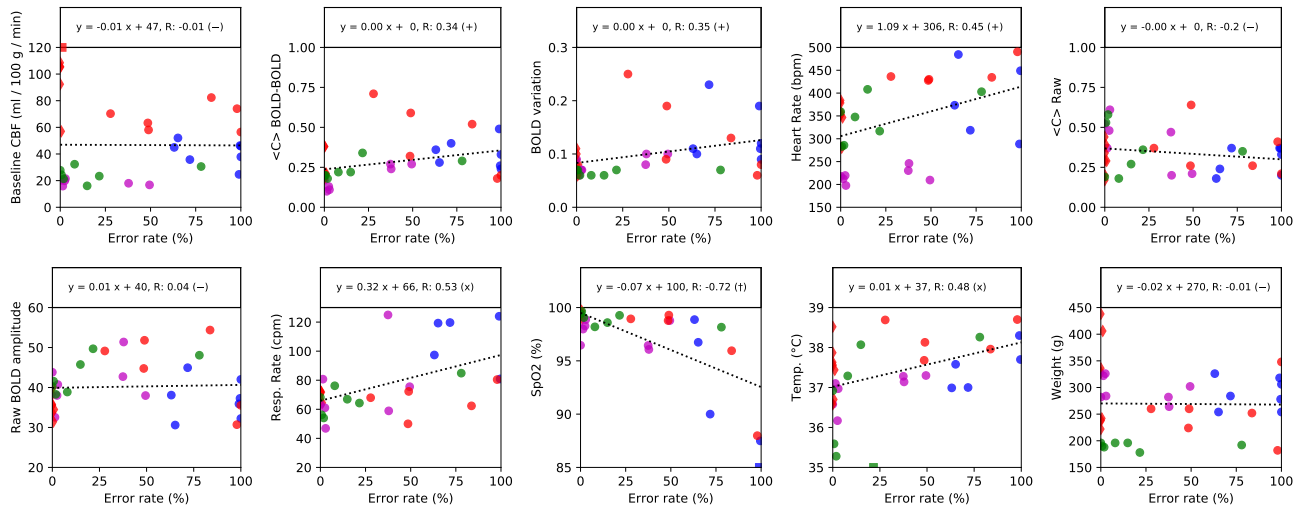 y = -0.01 x + 47, R: -0.01 (−)
Baseline CBF (ml / 100 g / min)
120
100
80
60
40
20
0
0 25 50 75 100
Error rate (%)
y = 0.00 x + 0, R: 0.34 (+)
<C> BOLD-BOLD
1.00
0.75
0.50
0.25
0.00
0 25 50 75 100
Error rate (%)
y = 0.00 x + 0, R: 0.35 (+)
BOLD variation
0.3
0.2
0.1
0.0
0 25 50 75 100
Error rate (%)
y = 1.09 x + 306, R: 0.45 (+)
Heart Rate (bpm)
500
450
400
350
300
250
200
150
0 25 50 75 100
Error rate (%)
y = -0.00 x + 0, R: -0.2 (−)
<C> Raw
1.00
0.75
0.50
0.25
0.00
0 25 50 75 100
Error rate (%)
y = 0.01 x + 40, R: 0.04 (−)
Raw BOLD amplitude
60
50
40
30
20
0 25 50 75 100
Error rate (%)
y = 0.32 x + 66, R: 0.53 (x)
Resp. Rate (cpm)
120
100
80
60
40
20
0 25 50 75 100
Error rate (%)
y = -0.07 x + 100, R: -0.72 (†)
SpO2 (%)
100
95
90
85
0 25 50 75 100
Error rate (%)
y = 0.01 x + 37, R: 0.48 (x)
Temp. (°C)
39
38
37
36
35
0 25 50 75 100
Error rate (%)
y = -0.02 x + 270, R: -0.01 (−)
Weight (g)
450
400
350
300
250
200
150
0 25 50 75 100
Error rate (%)